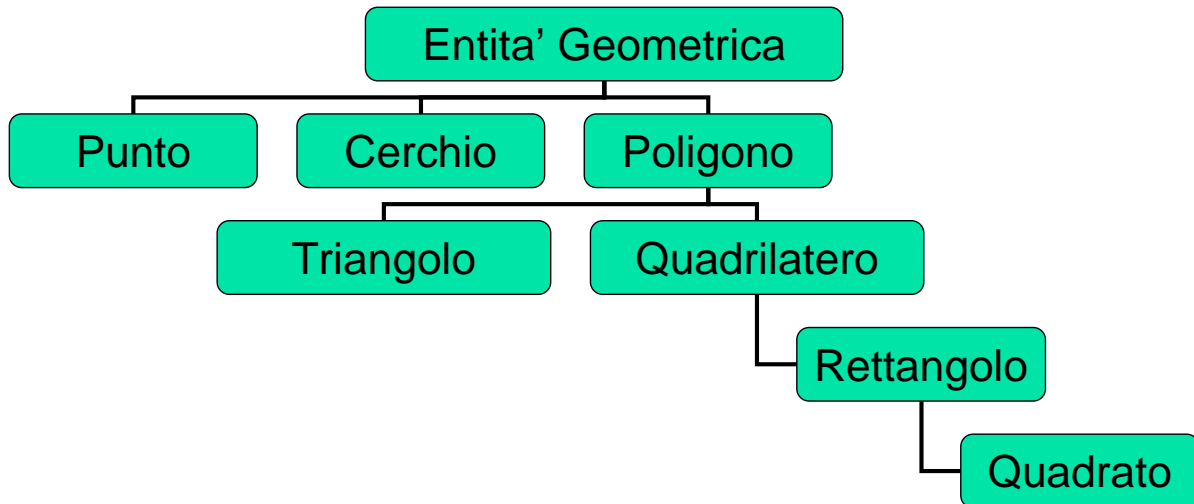 Entita’ Geometrica
Punto
Cerchio
Poligono
Triangolo
Quadrilatero
Rettangolo
Quadrato